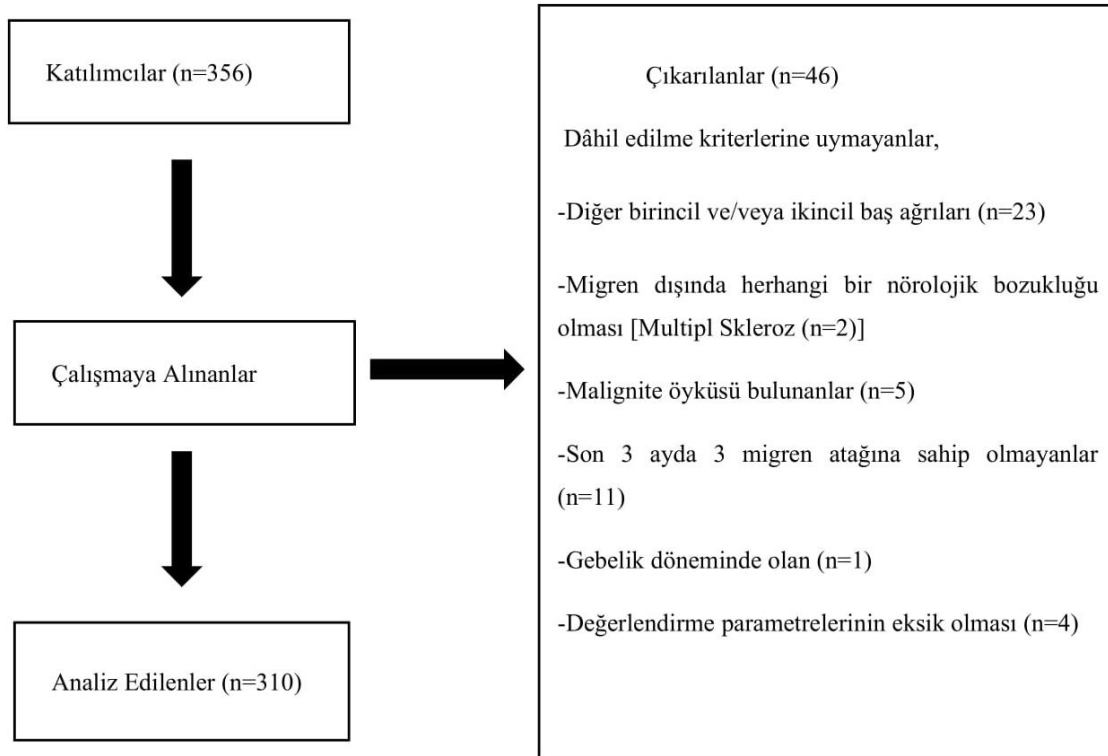 Katılımcılar (n=356)
Çalışmaya Alınanlar
Analiz Edilenler (n=310)
Çıkarılanlar (n=46)
Dâhil edilme kriterlerine uymayanlar,
-Diğer birincil ve/veya ikincil baş ağrıları (n=23)
-Migren dışında herhangi bir nörolojik bozukluğu
olması [Multipl Skleroz (n=2)]
-Malignite öyküsü bulunanlar (n=5)
-Son 3 ayda 3 migren atağına sahip olmayanlar
(n=11)
-Gebelik döneminde olan (n=1)
-Değerlendirme parametrelerinin eksik olması (n=4)